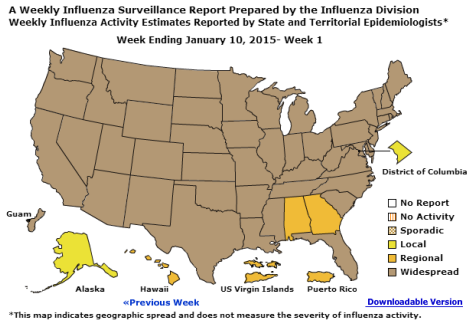 A Weekly Influenza Surveillance Report Prepared by the Influenza Division
Weekly Influenza Activity Estimates Reported by State and Territorial Epidemiologists*
Week Ending January 10, 2015- Week 1
District of Columbia
Guam
No Report
No Activity
Sporadic
Local
Regional
Widespread
Alaska
Hawaii
US Virgin Islands
Puerto Rico
«Previous Week
Downloadable Version
*This map indicates geographic spread and does not measure the severity of influenza activity.